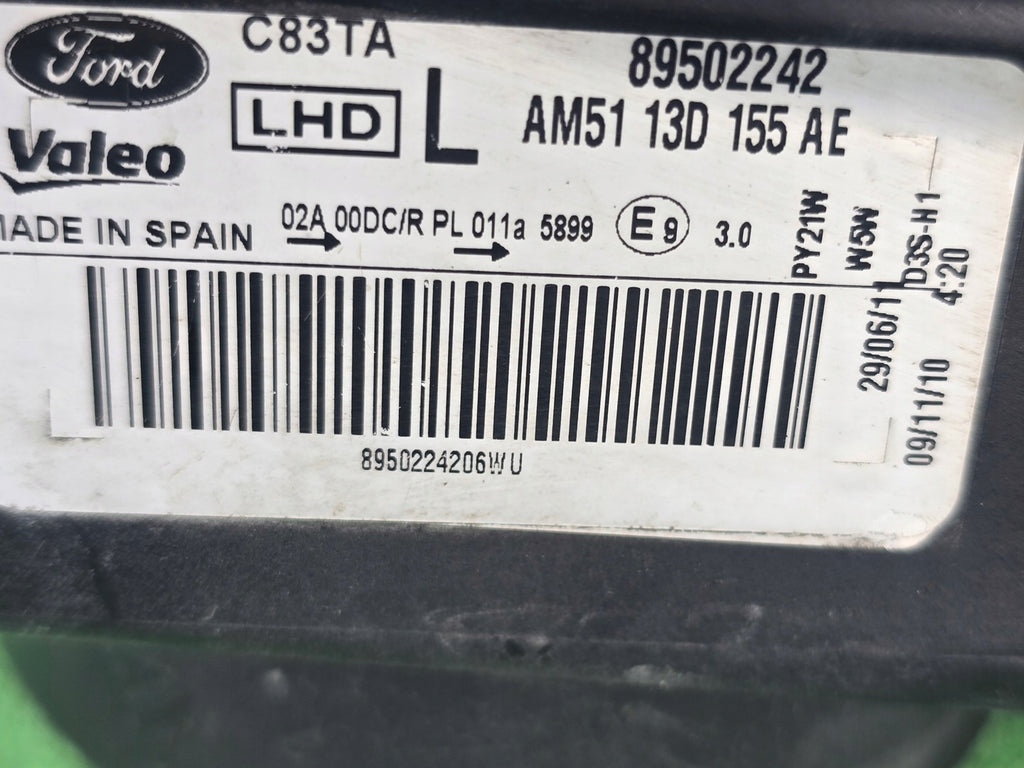 Ford
C83TA
89502242
LHD
L
AM51 13D 155 AE
Valeo
MADE IN SPAIN
02A 00DC/R PL 011a 5899
E9
3.0
PY21W
W5W
D3S-H1
29/06/11
4:20
09/11/10
8950224206WU